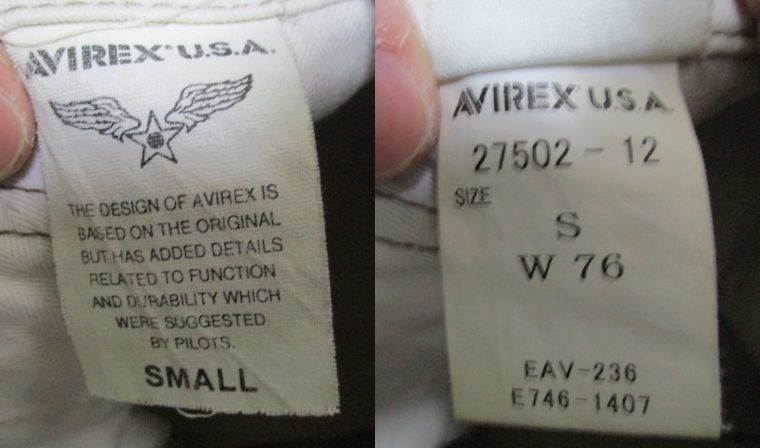 AVIREX U.S.A.
THE DESIGN OF AVIREX IS
BASED ON THE ORIGINAL
BUT HAS ADDED DETAILS
RELATED TO FUNCTION
AND DURABILITY WHICH
WERE SUGGESTED
BY PILOTS.
SMALL
AVIREX U.S.A.
27502-12
SIZE
S
W 76
EAV-236
E746-1407